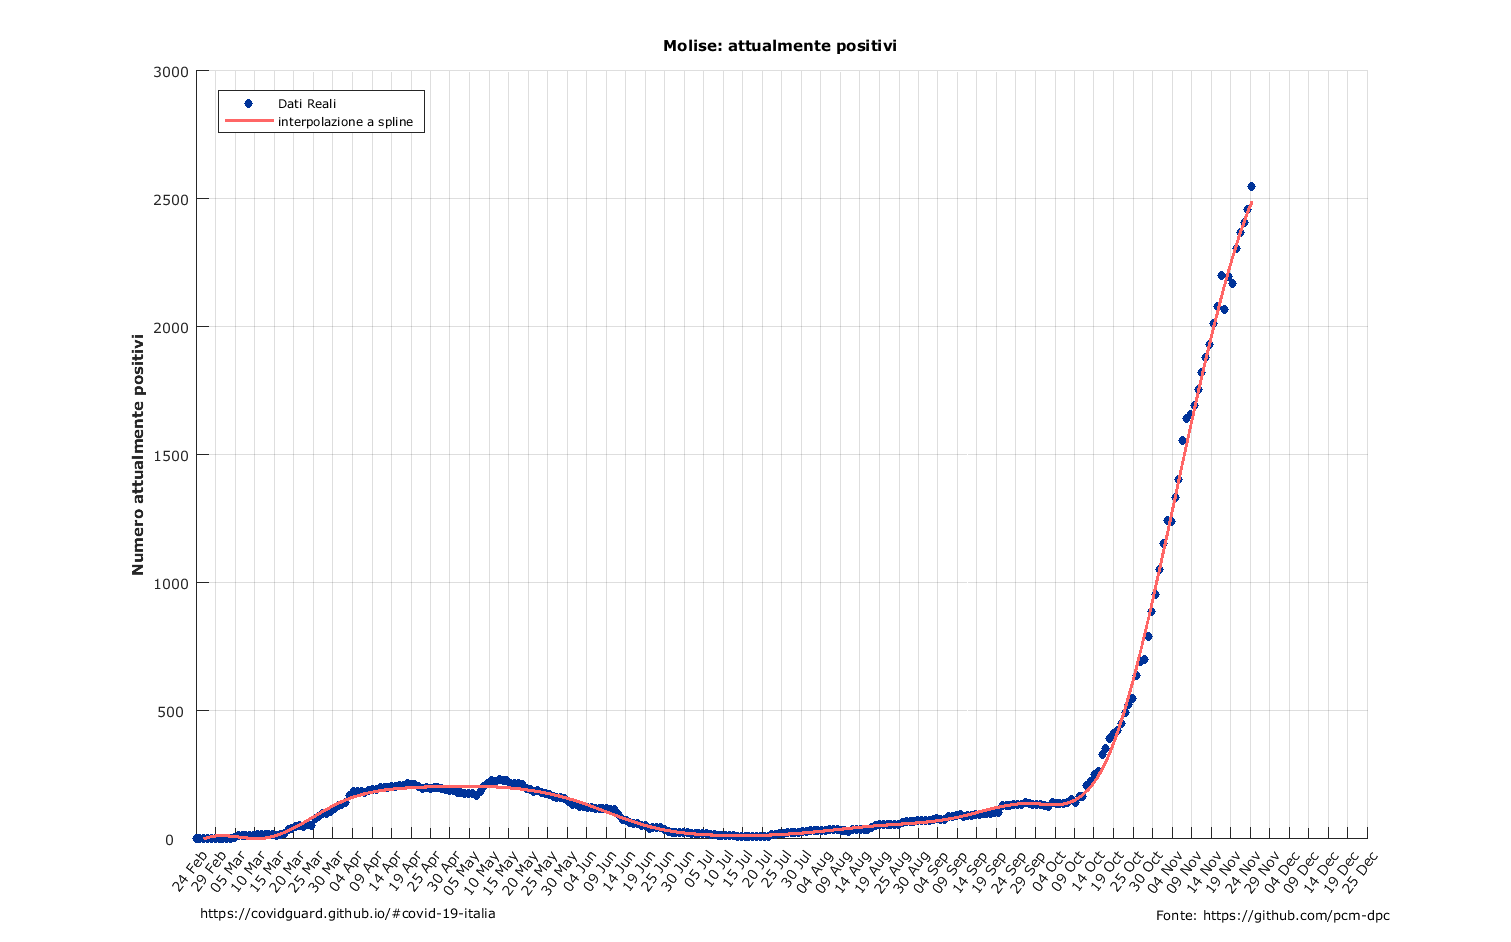 Molise: attualmente positivi
3000
2500
2000
1500
1000
500
0
Numero attualmente positivi
Dati Reali
interpolazione a spline
24 Feb
29 Feb
05 Mar
10 Mar
15 Mar
20 Mar
25 Mar
30 Mar
04 Apr
09 Apr
14 Apr
19 Apr
25 Apr
30 Apr
05 May
10 May
15 May
20 May
25 May
30 May
04 Jun
09 Jun
14 Jun
19 Jun
25 Jun
30 Jun
05 Jul
10 Jul
15 Jul
20 Jul
25 Jul
30 Jul
04 Aug
09 Aug
14 Aug
19 Aug
25 Aug
30 Aug
04 Sep
09 Sep
14 Sep
19 Sep
24 Sep
29 Sep
04 Oct
09 Oct
14 Oct
19 Oct
25 Oct
30 Oct
04 Nov
09 Nov
14 Nov
19 Nov
24 Nov
29 Nov
04 Dec
09 Dec
14 Dec
19 Dec
25 Dec
https://covidguard.github.io/#covid-19-italia
Fonte: https://github.com/pcm-dpc